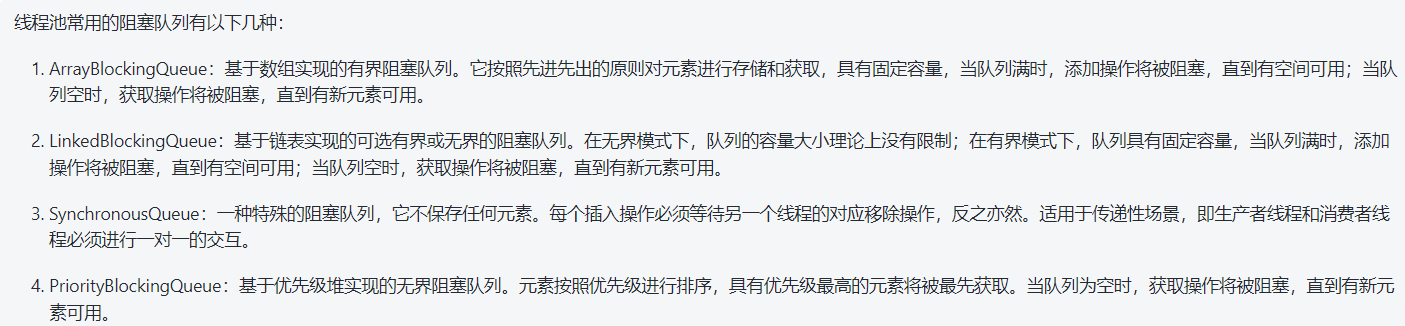 线程池常用的阻塞队列有以下几种：
1. ArrayBlockingQueue：基于数组实现的有界阻塞队列。它按照先进先出的原则对元素进行存储和获取，具有固定容量，当队列满时，添加操作将被阻塞，直到有空间可用；当队
列空时，获取操作将被阻塞，直到有新元素可用。
2. LinkedBlockingQueue：基于链表实现的可选有界或无界的阻塞队列。在无界模式下，队列的容量大小理论上没有限制；在有界模式下，队列具有固定容量，当队列满时，添加
操作将被阻塞，直到有空间可用；当队列空时，获取操作将被阻塞，直到有新元素可用。
3. SynchronousQueue：一种特殊的阻塞队列，它不保存任何元素。每个插入操作必须等待另一个线程的对应移除操作，反之亦然。适用于传递性场景，即生产者线程和消费者线
程必须进行一对一的交互。
4. PriorityBlockingQueue：基于优先级堆实现的无界阻塞队列。元素按照优先级进行排序，具有优先级最高的元素将被最先获取。当队列为空时，获取操作将被阻塞，直到有新元
素可用。